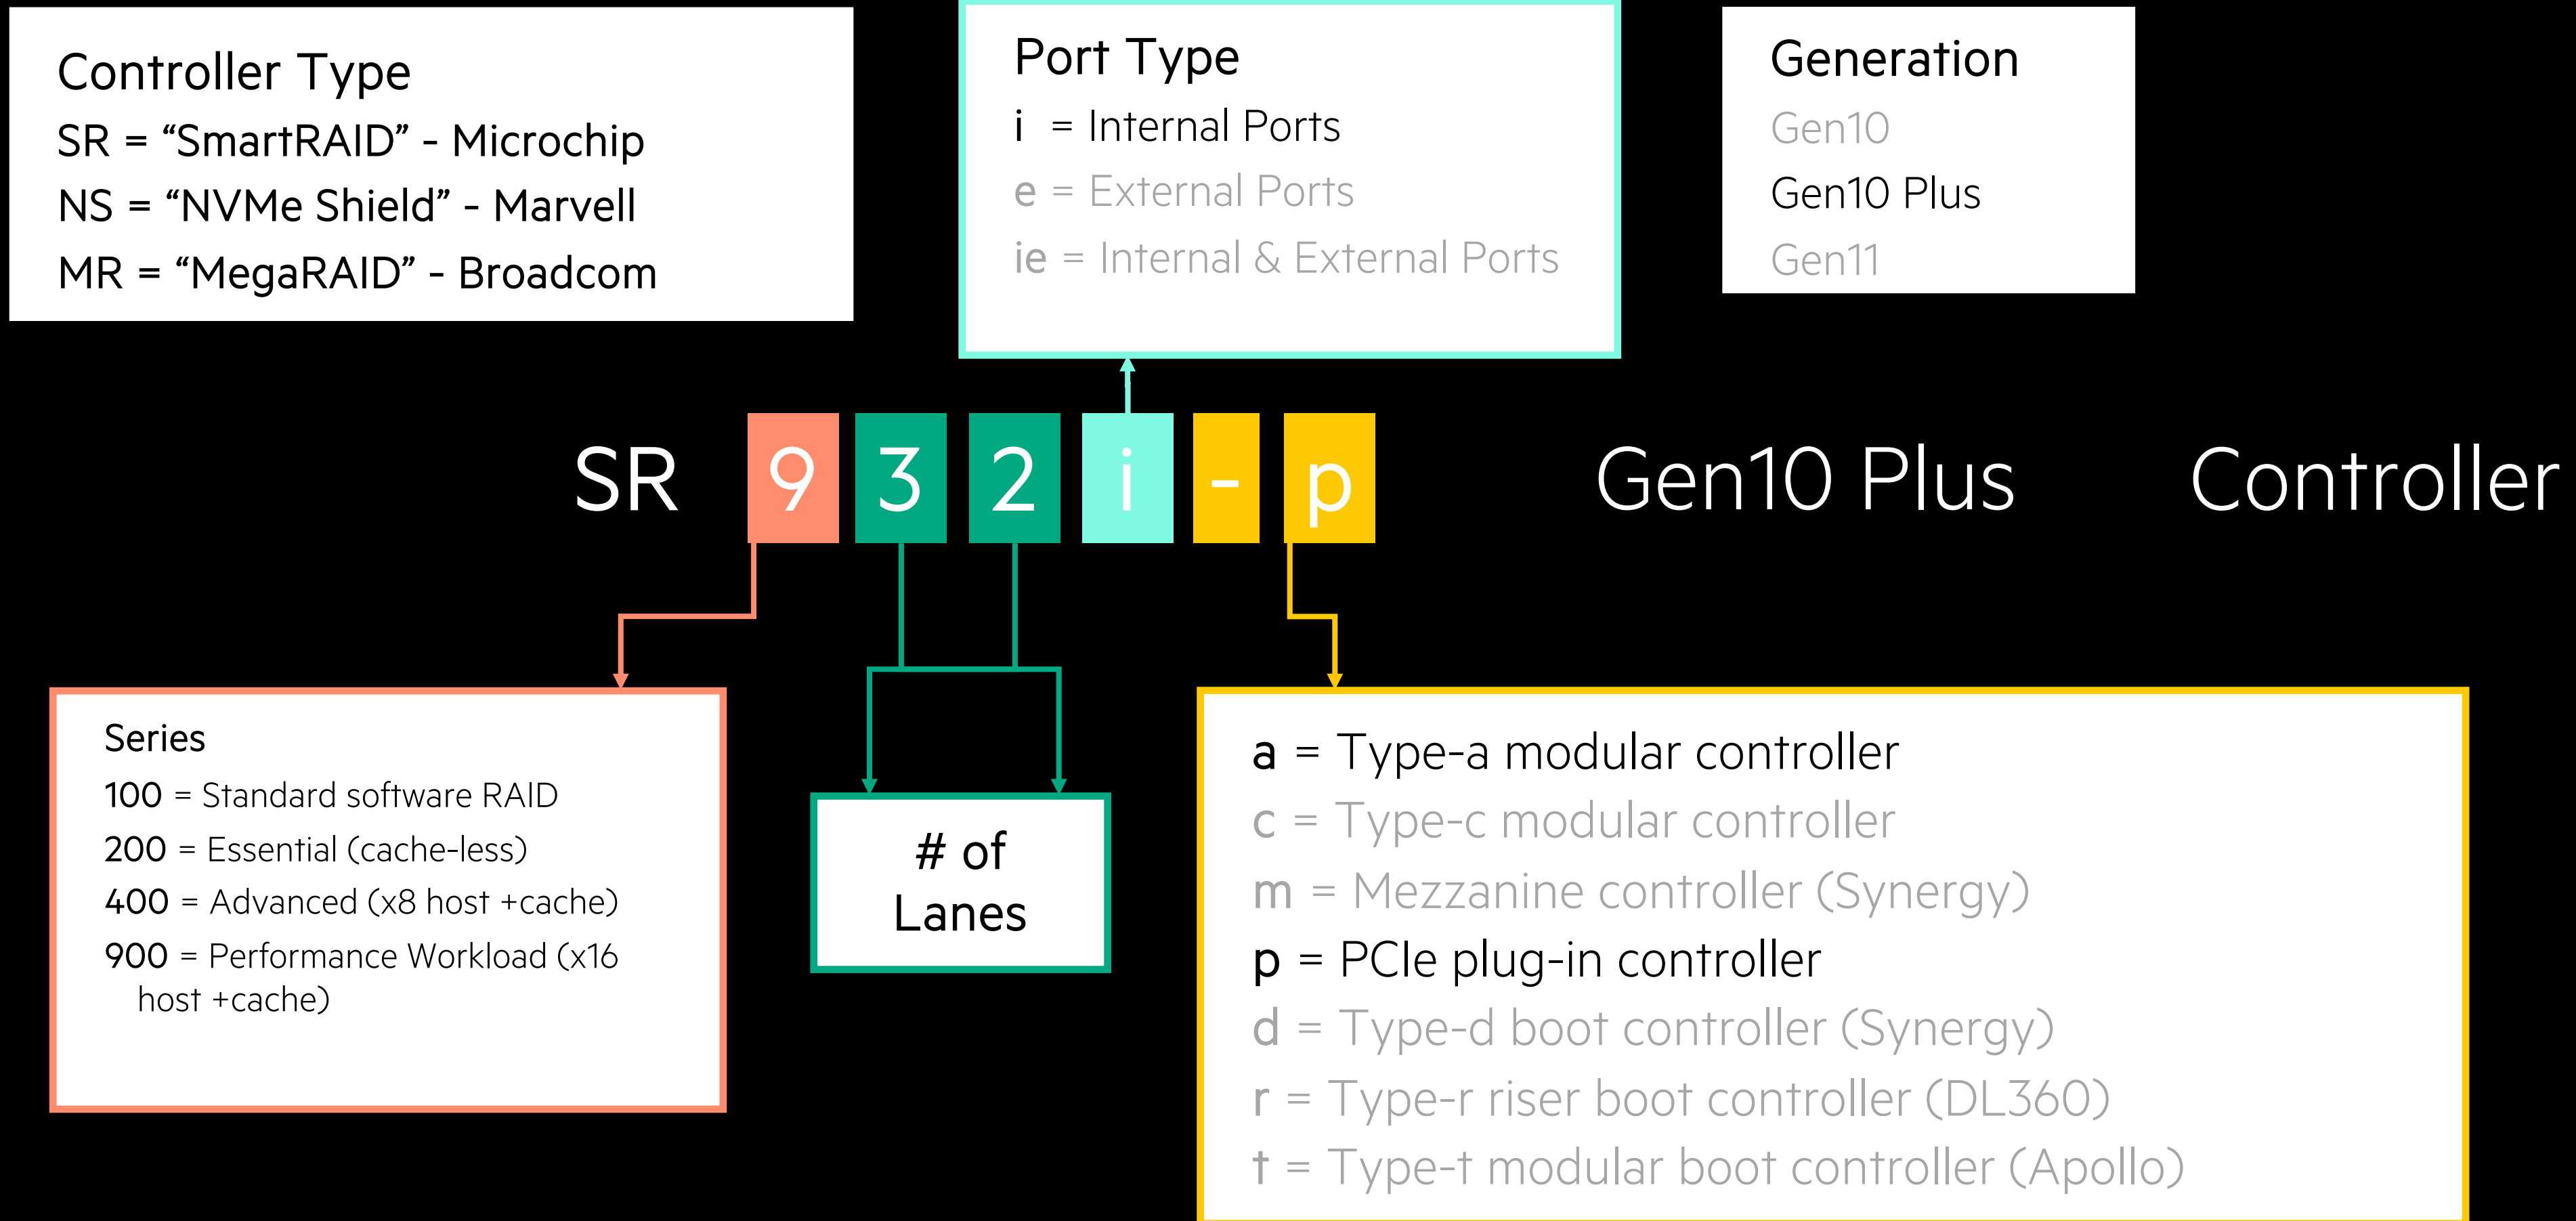 Controller Type
SR = “SmartRAID” - Microchip
NS = “NVMe Shield” - Marvell
MR = “MegaRAID” - Broadcom
Port Type
i = Internal Ports
e = External Ports
ie = Internal & External Ports
Generation
Gen10
Gen10 Plus
Gen11
SR 9 3 2 i - p Gen10 Plus Controller
Series
100 = Standard software RAID
200 = Essential (cache-less)
400 = Advanced (x8 host +cache)
900 = Performance Workload (x16
host +cache)
# of
Lanes
a = Type-a modular controller
c = Type-c modular controller
m = Mezzanine controller (Synergy)
p = PCIe plug-in controller
d = Type-d boot controller (Synergy)
r = Type-r riser boot controller (DL360)
t = Type-t modular boot controller (Apollo)